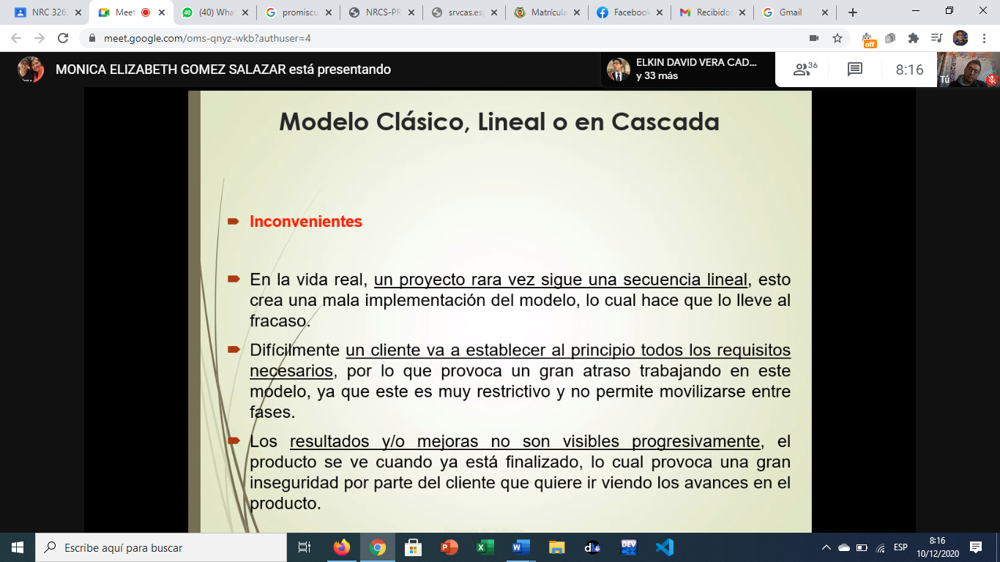 NRC 3263
Meet
(40) What
promiscu
NRCS-PR
srvcas.es
Matrícula
Facebook
Recibidos
Gmail
meet.google.com/oms-qnyz-wkb?authuser=4
off
MONICA ELIZABETH GOMEZ SALAZAR está presentando
ELKIN DAVID VERA CAD...
y 33 más
36
8:16
Tú
Modelo Clásico, Lineal o en Cascada
Inconvenientes
En la vida real, un proyecto rara vez sigue una secuencia lineal, esto
crea una mala implementación del modelo, lo cual hace que lo lleve al
fracaso.
Difícilmente un cliente va a establecer al principio todos los requisitos
necesarios, por lo que provoca un gran atraso trabajando en este
modelo, ya que este es muy restrictivo y no permite movilizarse entre
fases.
Los resultados y/o mejoras no son visibles progresivamente, el
producto se ve cuando ya está finalizado, lo cual provoca una gran
inseguridad por parte del cliente que quiere ir viendo los avances en el
producto.
Escribe aquí para buscar
DEV
ESP
8:16
10/12/2020